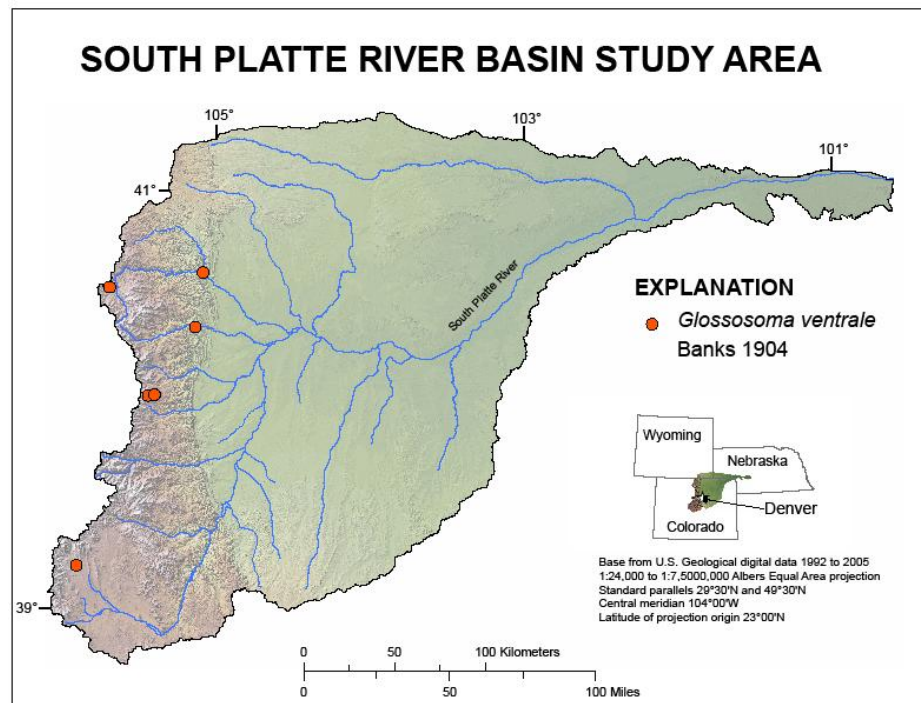 SOUTH PLATTE RIVER BASIN STUDY AREA
105°
103°
101°
41°
South Platte River
EXPLANATION
Glossosoma ventrale
Banks 1904
Wyoming
Nebraska
Denver
Colorado
Base from U.S. Geological digital data 1992 to 2005
1:24,000 to 1:7,5000,000 Albers Equal Area projection
Standard parallels 29°30'N and 49°30'N
Central meridian 104°00'W
Latitude of projection origin 23°00'N
39°
0 50 100 Kilometers
0 50 100 Miles